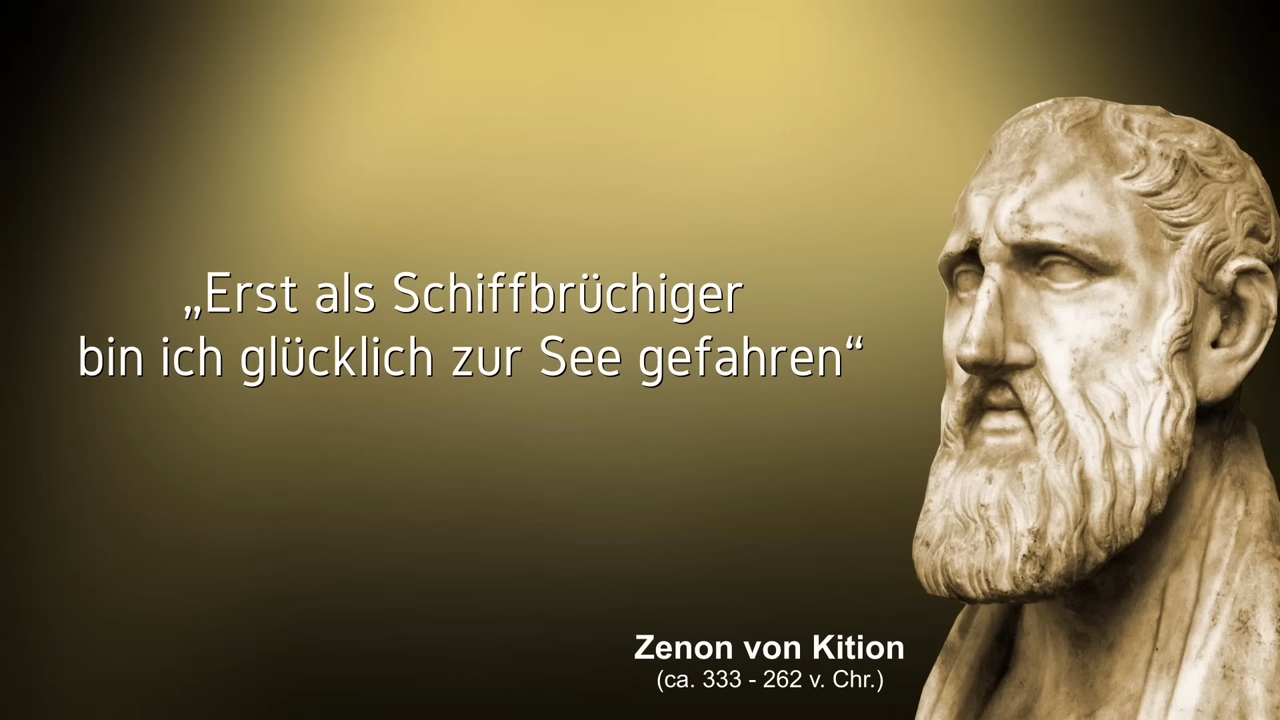 „Erst als Schiffbrüchiger
bin ich glücklich zur See gefahren“
Zenon von Kition
(ca. 333 - 262 v. Chr.)